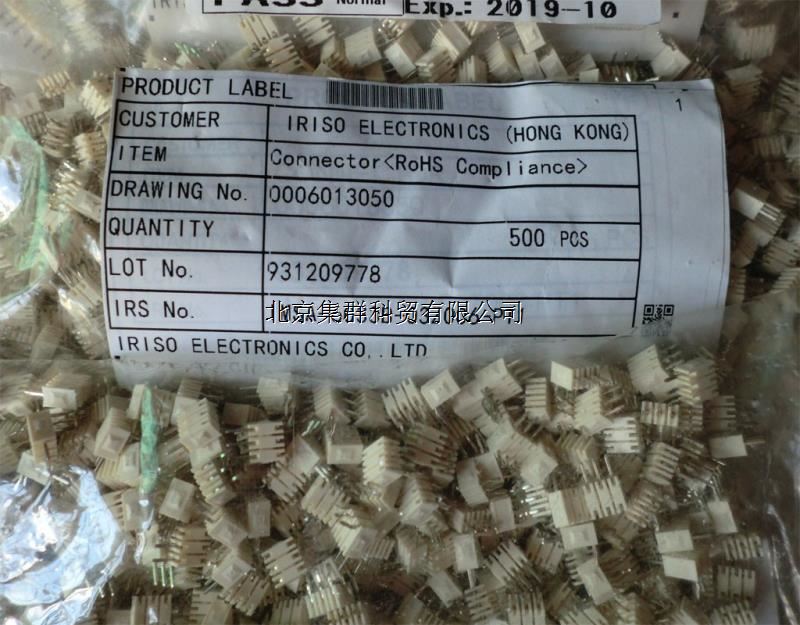 PASS Normal
Exp.: 2019-10
PRODUCT LABEL
1
CUSTOMER IRISO ELECTRONICS (HONG KONG)
ITEM Connector<RoHS Compliance>
DRAWING No. 0006013050
QUANTITY 500 PCS
LOT No. 931209778
IRS No.
北京集群科贸有限公司
IRISO ELECTRONICS CO,.LTD